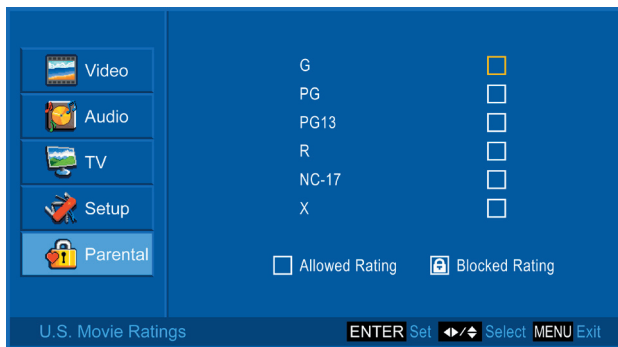 Video
Audio
TV
Setup
Parental
G
PG
PG13
R
NC-17
X
Allowed Rating Blocked Rating
U.S. Movie Ratings ENTER Set / Select MENU Exit